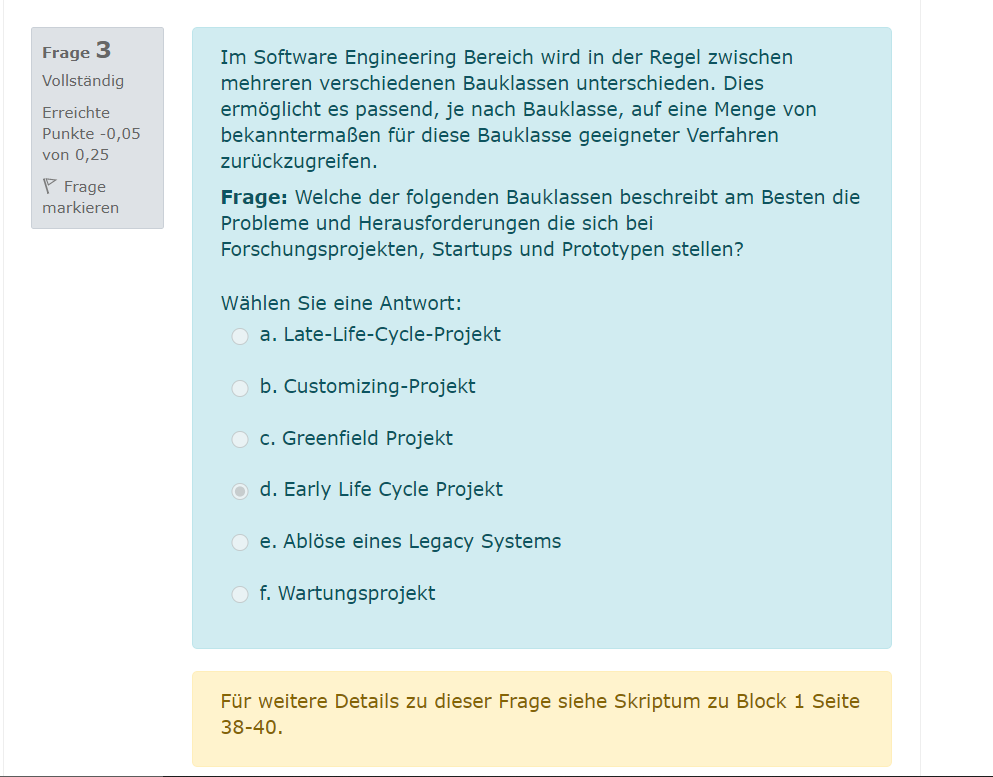 Frage 3
Vollständig
Erreichte
Punkte -0,05
von 0,25
Frage
markieren
Im Software Engineering Bereich wird in der Regel zwischen
mehreren verschiedenen Bauklassen unterschieden. Dies
ermöglicht es passend, je nach Bauklasse, auf eine Menge von
bekanntermaßen für diese Bauklasse geeigneter Verfahren
zurückzugreifen.
Frage: Welche der folgenden Bauklassen beschreibt am Besten die
Probleme und Herausforderungen die sich bei
Forschungsprojekten, Startups und Prototypen stellen?
Wählen Sie eine Antwort:
a. Late-Life-Cycle-Projekt
b. Customizing-Projekt
c. Greenfield Projekt
d. Early Life Cycle Projekt
e. Ablöse eines Legacy Systems
f. Wartungsprojekt
Für weitere Details zu dieser Frage siehe Skriptum zu Block 1 Seite
38-40.